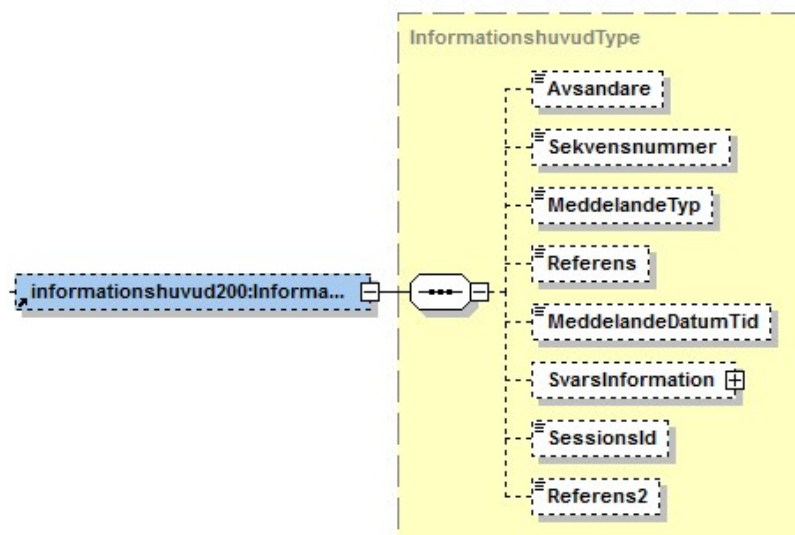 InformationshuvudType
Avsandare
Sekvensnummer
MeddelandeTyp
Referens
informationshuvud200:Informa...
MeddelandeDatumTid
SvarsInformation
SessionsId
Referens2